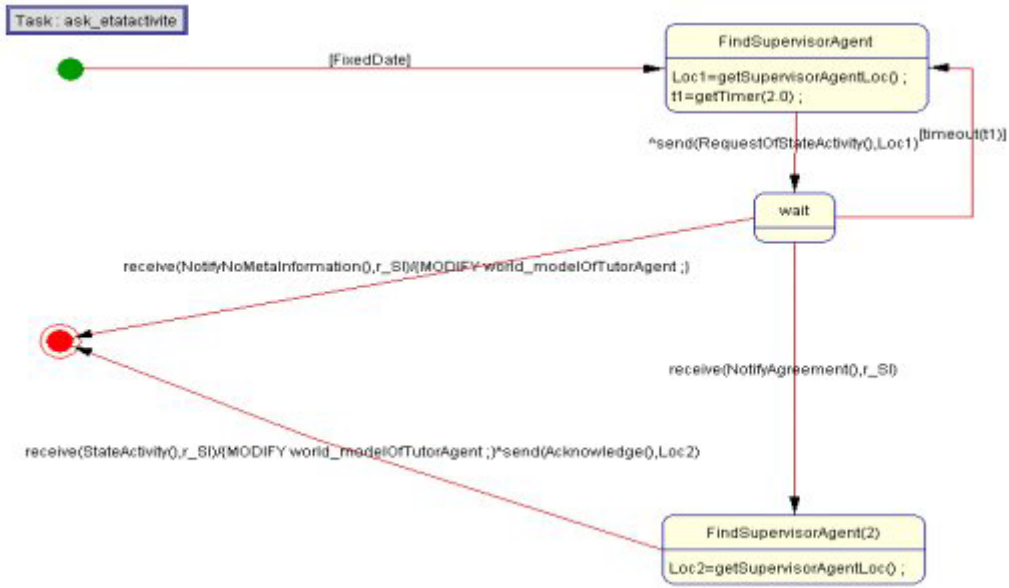 Task : ask_etatactivite
FindSupervisorAgent
[FixedDate]
Loc1=getSupervisorAgentLoc() ;
t1=getTimer(2.0) ;
^send(RequestOfStateActivity(),Loc1)
[timeout(t1)]
wait
receive(NotifyNoMetaInformation(),r_SI)/(MODIFY world_modelOfTutorAgent ;)
receive(NotifyAgreement(),r_SI)
receive(StateActivity(),r_SI)/(MODIFY world_modelOfTutorAgent ;)^send(Acknowledge(),Loc2)
FindSupervisorAgent(2)
Loc2=getSupervisorAgentLoc() ;